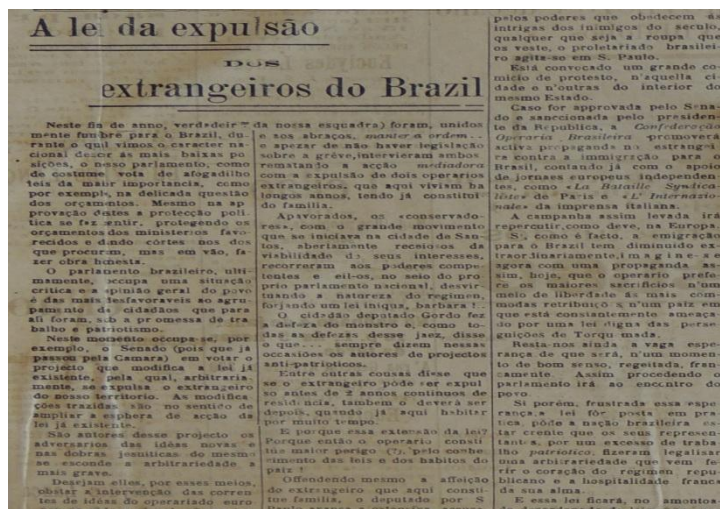 A lei da expulsão
DOS
extrangeiros do Brazil
Neste fim de anno, verdadeir
mente funebre para o Brazil, du-
rante o qual vimos o caracter na-
cional descer ás mais baixas po
sições, o nosso parlamento, como
de costume vota de afogadilho
leis da maior importancia, como
por exemplo, na delicada questão
dos orçamentos. Mesmo na ap
provação destes a protecção poli
tica se fez sentir, protegendo os
orçamentos dos ministerios favo
recidos e dando córtes nos dos
que procuram, mas em vão, fa-
zer obra honesta.
O parlamento brazileiro, ulti-
mamente, occupa uma situação
critica e a opinião geral do povo
é das mais desfavoraveis ao agru-
pamento de cidadãos que para
ali foram, sob a promessa de tra
balho e patriotismo.
Neste momento occupa-se, por
exemplo, o Senado (pois que já
passou pela Camara) em votar o
projecto que modifica a lei já
existente, pela qual, arbitraria-
mente, se expulsa o extrangeiro
do nosso territorio. As modifica
ções trazidas são no sentido de
ampliar a esphera de acção da
lei já existente.
São autores desse projecto os
adversarios das idéas novas e
nas dobras jesuiticas do mesmo
se esconde a arbitrariedade a
mais grave.
Desejam elles, por esses meios,
obstar a intervenção das corren
tes de idéas do operariado euro
da nossa esquadra) foram, unidos
e aos abraços, manter a ordem...
apezar de não haver legislação
sobre a gréve, intervieram ambos
rematando a acção mediadora
com a expulsão de dois operarios
extrangeiros, que aqui viviam ha
longos annos, tendo já constitui
do familia.
Apavorados, os «conservado-
res», com o grande movimento
que se iniciava na cidade de San-
tos, abertamente receiosos da
viabilidade de seus interesses,
recorreram aos poderes compe-
tentes e eil-os, no seio do pro
prio parlamento nacional, desvir
tuando a natureza do regimen,
forjando um lei iniqua, barbara!..
O cidadão deputado Gordo fez
a defeza do monstro e, como to-
das as defezas desse jaez, disse
o que... sempre dizem nessas
occasiões os autores de projectos
anti-patrioticos.
Entre outras cousas disse que
se o extrangeiro póde ser expul
so antes de 2 annos continuos de
residencia, tambem o deverá ser
depois, quando já aqui habitar
por muito tempo.
E porque essa extensão da lei?
Porque então o operario consti
túe maior perigo (?), pelo conhe
cimento das leis e dos habitos do
paiz!
Offendendo mesmo a affeição
do extrangeiro que aqui consti
tue familia, o deputado por S
pelos poderes que obedecem ás
intrigas dos inimigos do seculo,
qualquer que seja a roupa que
os veste, o proletariado brasilei-
ro agita-se em S. Paulo.
Está convocado um grande co-
micio de protesto, n'aquella ci-
dade e n'outras do interior do
mesmo Estado.
Caso for approvada pelo Sena-
do e sanccionada pelo presiden-
te da Republica, a Confederação
Operaria Brazileira promoverá
activa propaganda no estrangei-
ro contra a immigração para o
Brasil, contando já com o apoio
de jornaes europeus independen-
tes, como «La Bataille Syndica
liste» de Paris e «L' Internazio
nale» da imprensa italiana.
A campanha assim levada irá
repercutir, como deve, na Europa.
Si, como é facto, a emigração
para o Brazil tem diminuido ex
traordinariamente, imagine-se
agora com uma propaganda as-
sim, hoje, que o operario prefe-
re os maiores sacrificios n'um
meio de liberdade ás mais com-
modas retribuições n'um paiz em
que está constantemente ameaça-
do por uma lei digna das perse-
guições de Torquemada.
Resta-nos ainda a vaga espe-
rança de que será, n'um momen-
to de bom senso, regeitada, fran-
camente. Assim procedendo o
parlamento irá ao encontro do
povo.
Si porém, frustrada essa espe-
rança, a lei fôr posta em pra
tica, póde a nação brazileira es-
tar crente que os seus represen-
tantes, por um excesso de traba
lho patriotico, fizeram legalisar
uma arbitrariedade que vem fe-
rir o coração do regimen repu
blicano e a hospitalidade franca
da sua alma.
E essa lei ficará, no amontoa